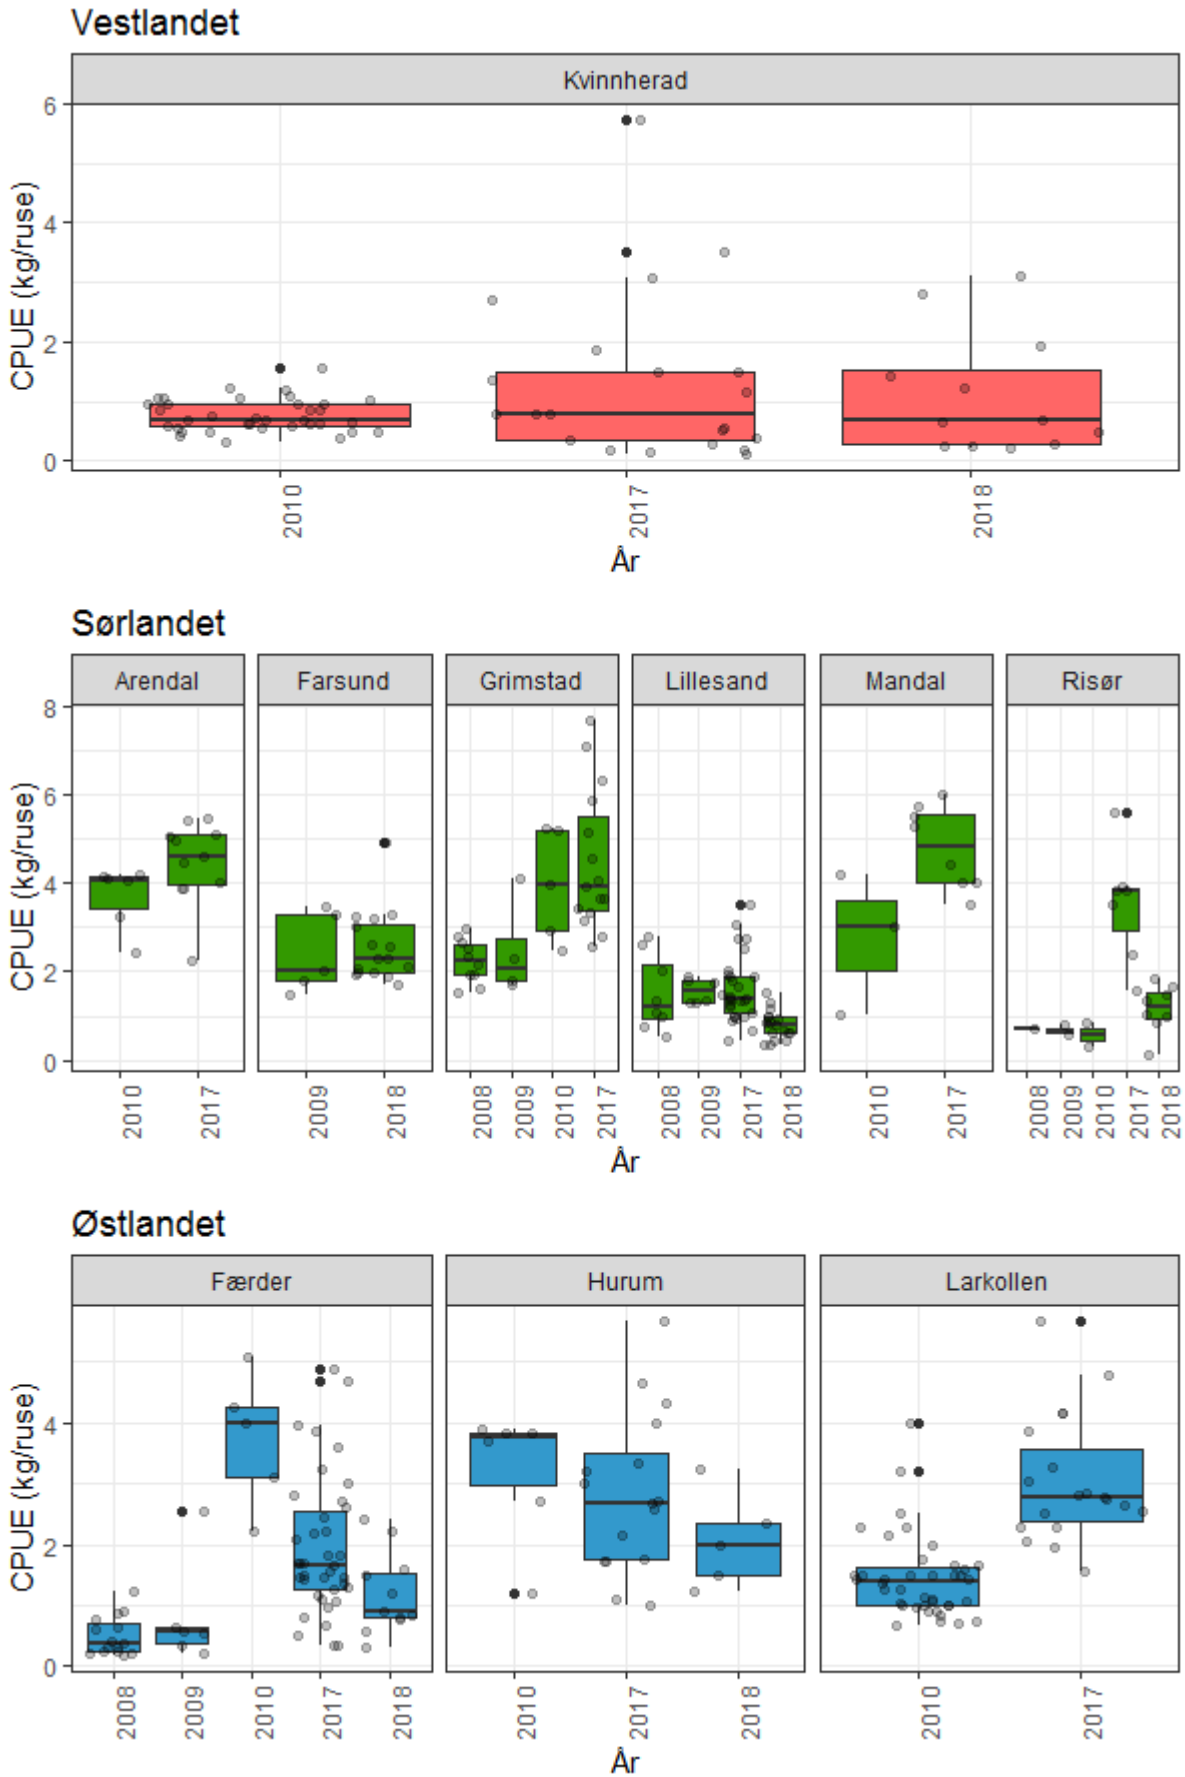 Vestlandet
Kvinnherad
CPUE (kg/ruse)
6
4
2
0
2010 2017 2018
År
Sørlandet
Arendal Farsund Grimstad Lillesand Mandal Risør
CPUE (kg/ruse)
8
6
4
2
0
2010 2017 2009 2018 2008 2009 2010 2017 2008 2009 2017 2018 2010 2017 2008 2009 2010 2017 2018
År
Østlandet
Færder Hurum Larkollen
CPUE (kg/ruse)
4
2
0
2008 2009 2010 2017 2018 2010 2017 2018 2010 2017
År